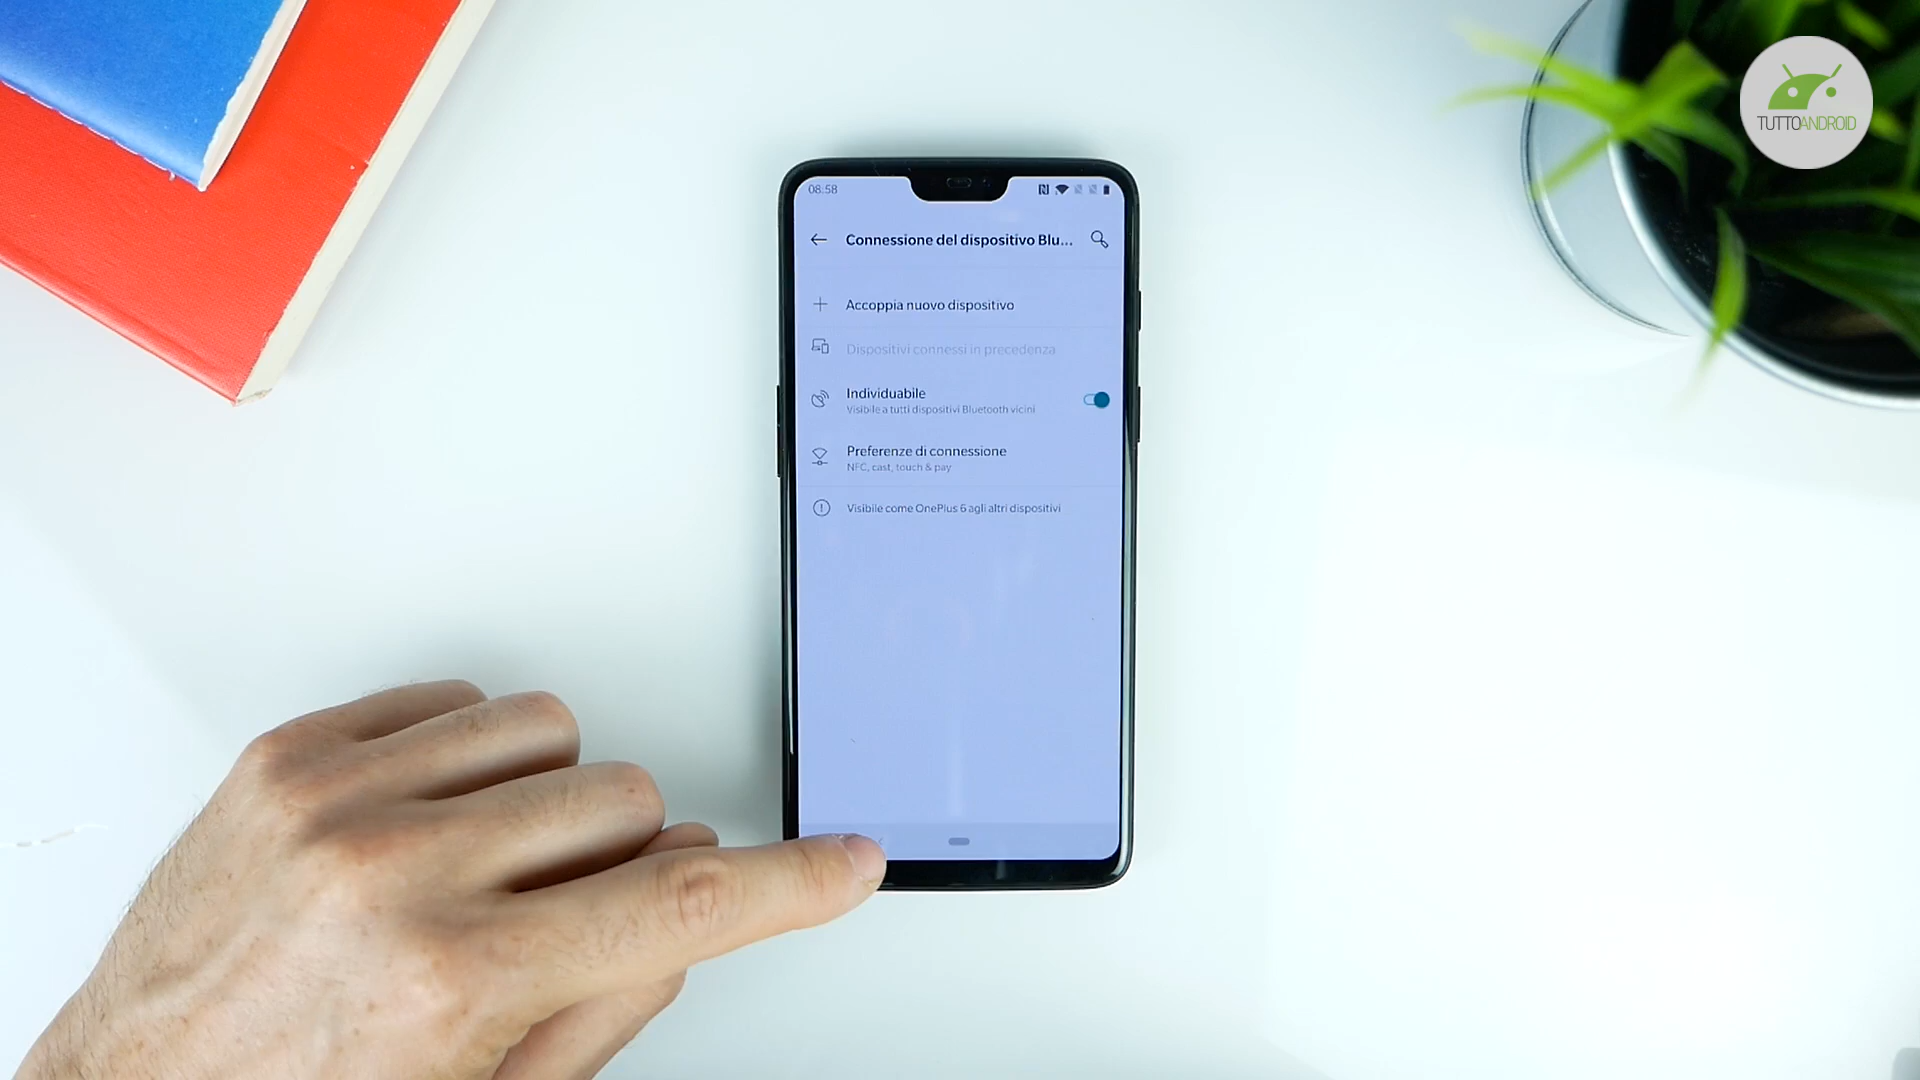 TUTTOANDROID
08:58
Connessione del dispositivo Blu...
Accoppia nuovo dispositivo
Dispositivi connessi in precedenza
Individuabile
Visibile a tutti dispositivi Bluetooth vicini
Preferenze di connessione
NFC, cast, touch & pay
Visibile come OnePlus 6 agli altri dispositivi